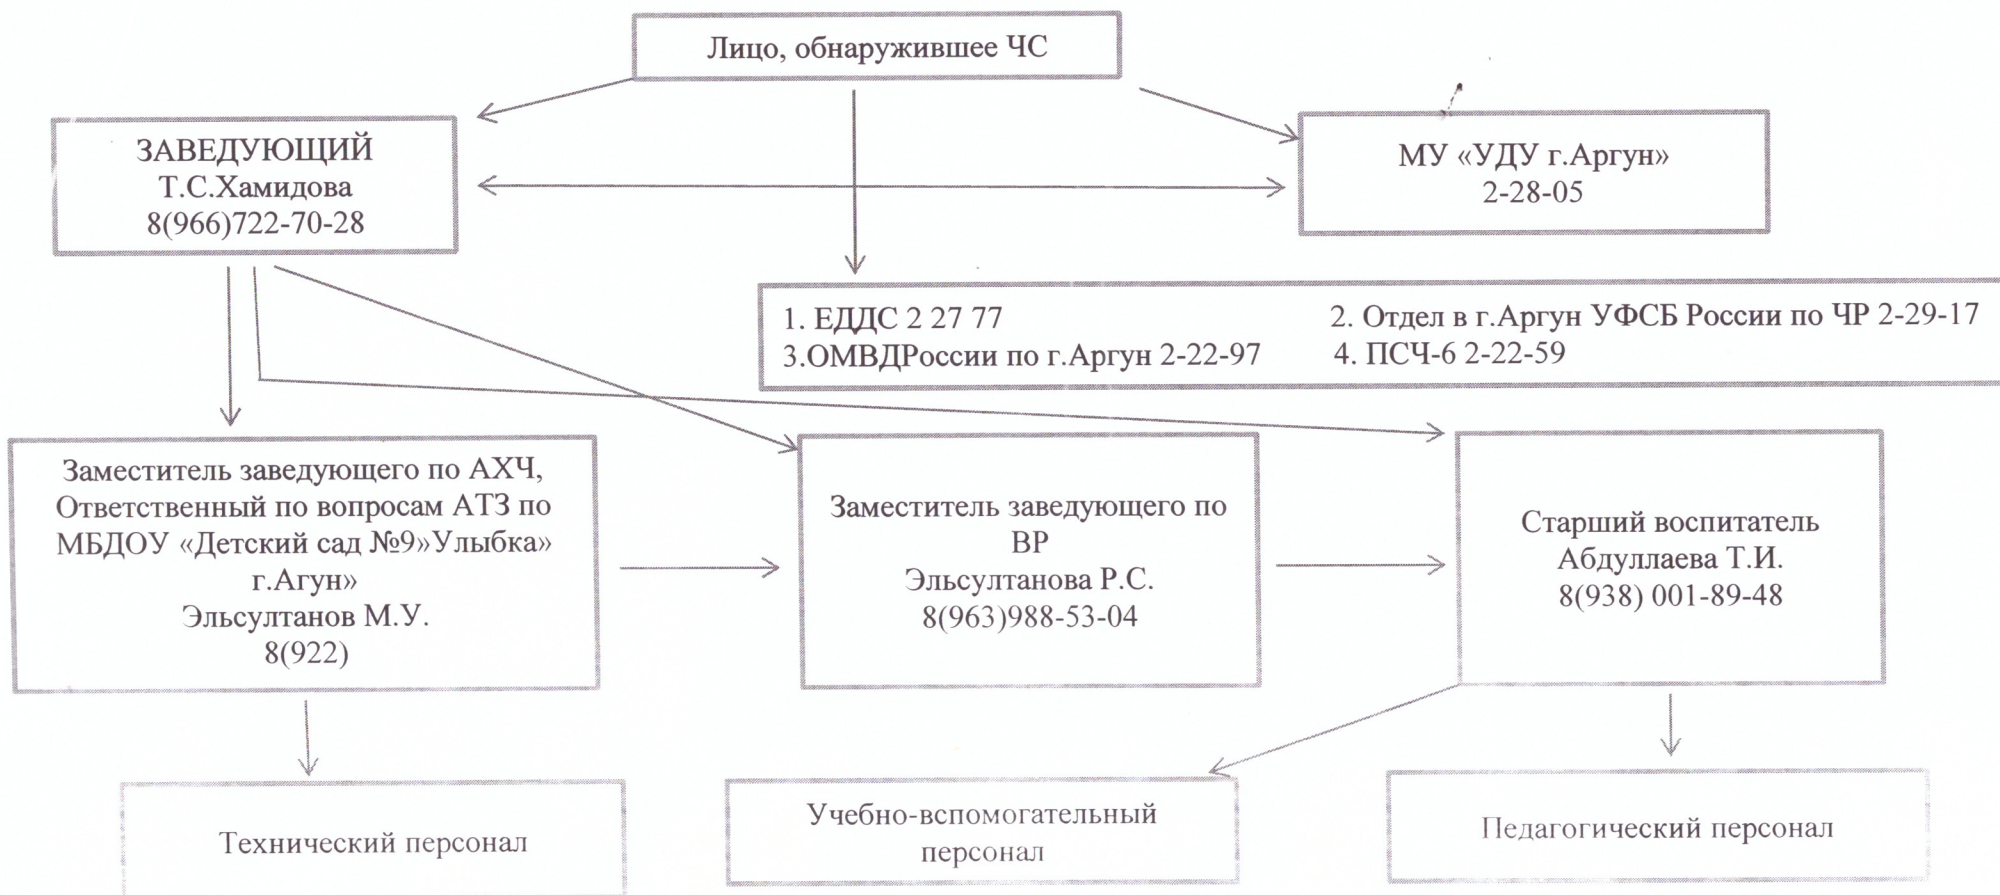 Лицо, обнаружившее ЧС
ЗАВЕДУЮЩИЙ
Т.С.Хамидова
8(966)722-70-28
МУ «УДУ г.Аргун»
2-28-05
1. ЕДДС 2 27 77
2. Отдел в г.Аргун УФСБ России по ЧР 2-29-17
3.ОМВДРоссии по г.Аргун 2-22-97
4. ПСЧ-6 2-22-59
Заместитель заведующего по АХЧ,
Ответственный по вопросам АТЗ по
МБДОУ «Детский сад №9»Улыбка»
г.Агун»
Эльсултанов М.У.
8(922)
Заместитель заведующего по
ВР
Эльсултанова Р.С.
8(963)988-53-04
Старший воспитатель
Абдуллаева Т.И.
8(938) 001-89-48
Технический персонал
Учебно-вспомогательный
персонал
Педагогический персонал